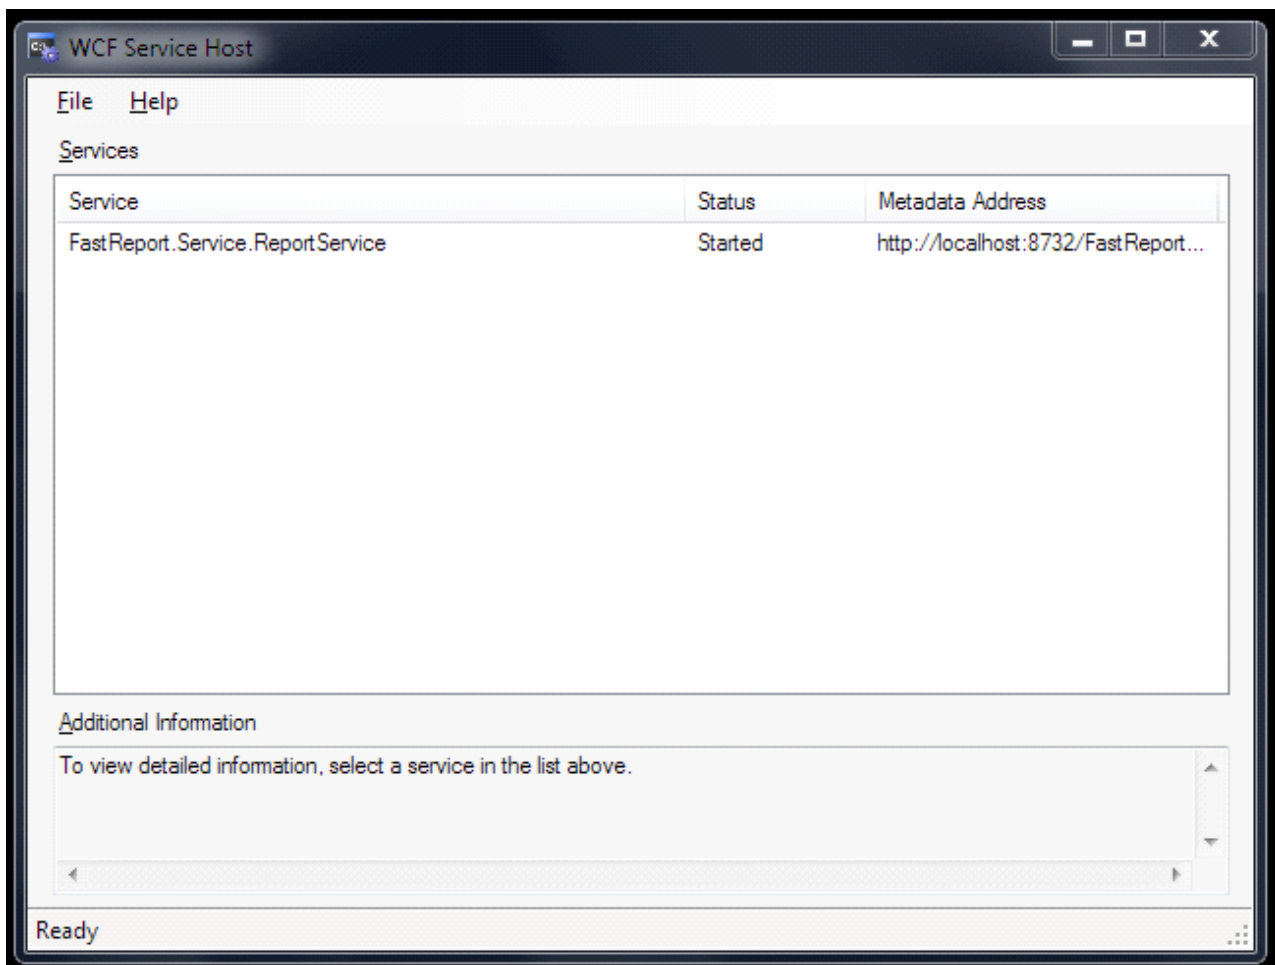 WCF Service Host
File Help
Services
Service Status Metadata Address
FastReport.Service.ReportService Started http://localhost:8732/FastReport...
Additional Information
To view detailed information, select a service in the list above.
Ready